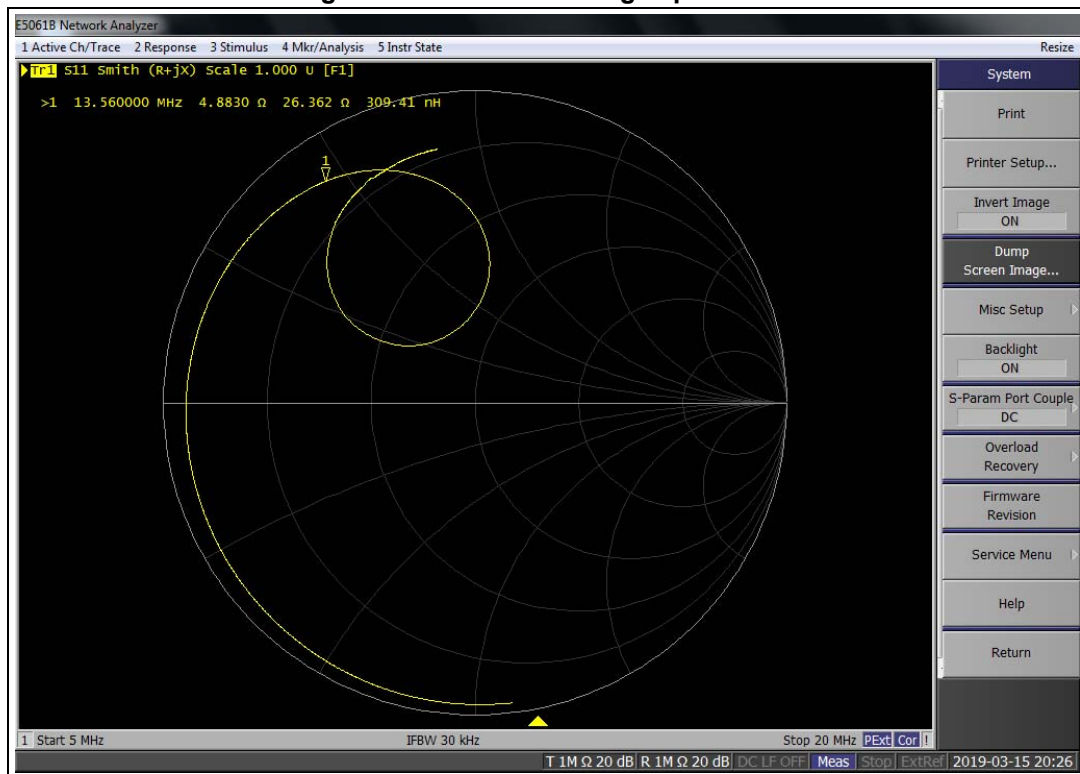 E5061B Network Analyzer
1 Active Ch/Trace 2 Response 3 Stimulus 4 Mkr/Analysis 5 Instr State Resize
Tr1 S11 Smith (R+jX) Scale 1.000 U [F1]
>1 13.560000 MHz 4.8830 Ω 26.362 Ω 309.41 nH
1
System
Print
Printer Setup...
Invert Image
ON
Dump
Screen Image...
Misc Setup
Backlight
ON
S-Param Port Couple
DC
Overload
Recovery
Firmware
Revision
Service Menu
Help
Return
1 Start 5 MHz IFBW 30 kHz Stop 20 MHz PExt Cor !
T 1M Ω 20 dB R 1M Ω 20 dB DC LF OFF Meas Stop ExtRef 2019-03-15 20:26